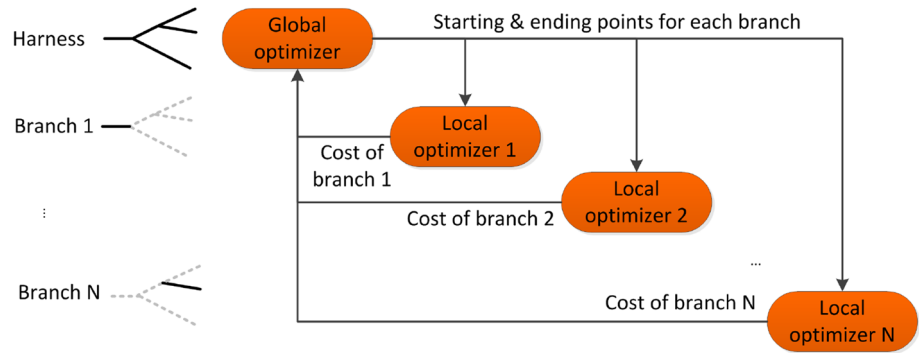 Harness
Global
optimizer
Starting & ending points for each branch
Branch 1
Local
optimizer 1
Cost of
branch 1
Local
optimizer 2
Cost of branch 2
...
...
Branch N
Cost of branch N
Local
optimizer N